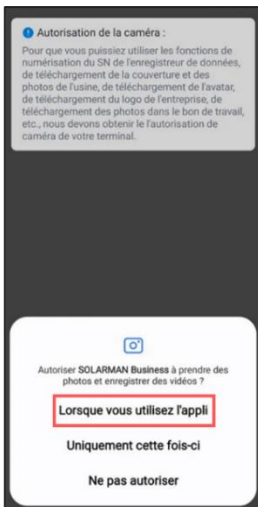 Autorisation de la caméra :
Pour que vous puissiez utiliser les fonctions de
numérisation du SN de l'enregistreur de données,
de téléchargement de la couverture et des
photos de l'usine, de téléchargement de l'avatar,
de téléchargement du logo de l'entreprise, de
téléchargement des photos dans le bon de travail,
etc., nous devons obtenir le l'autorisation de
caméra de votre terminal.
Autoriser SOLARMAN Business à prendre des
photos et enregistrer des vidéos ?
Lorsque vous utilisez l'appli
Uniquement cette fois-ci
Ne pas autoriser